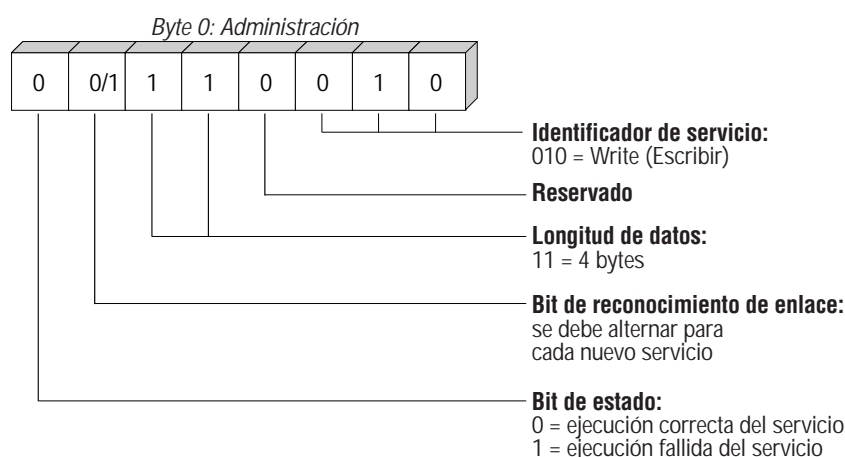 Byte 0: Administración
0 0/1 1 1 0 0 1 0
Identificador de servicio:
010 = Write (Escribir)
Reservado
Longitud de datos:
11 = 4 bytes
Bit de reconocimiento de enlace:
se debe alternar para
cada nuevo servicio
Bit de estado:
0 = ejecución correcta del servicio
1 = ejecución fallida del servicio